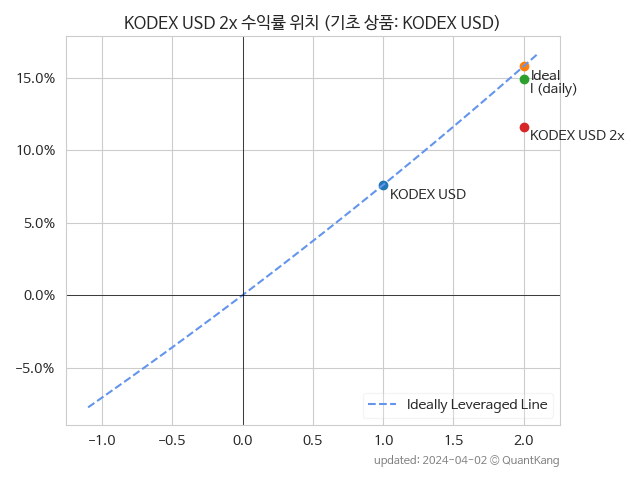 KODEX USD 2x 수익률 위치 (기초 상품: KODEX USD)
15.0%
10.0%
5.0%
0.0%
−5.0%
Ideal
I (daily)
KODEX USD 2x
KODEX USD
Ideally Leveraged Line
−1.0 −0.5 0.0 0.5 1.0 1.5 2.0
updated: 2024-04-02 © QuantKang